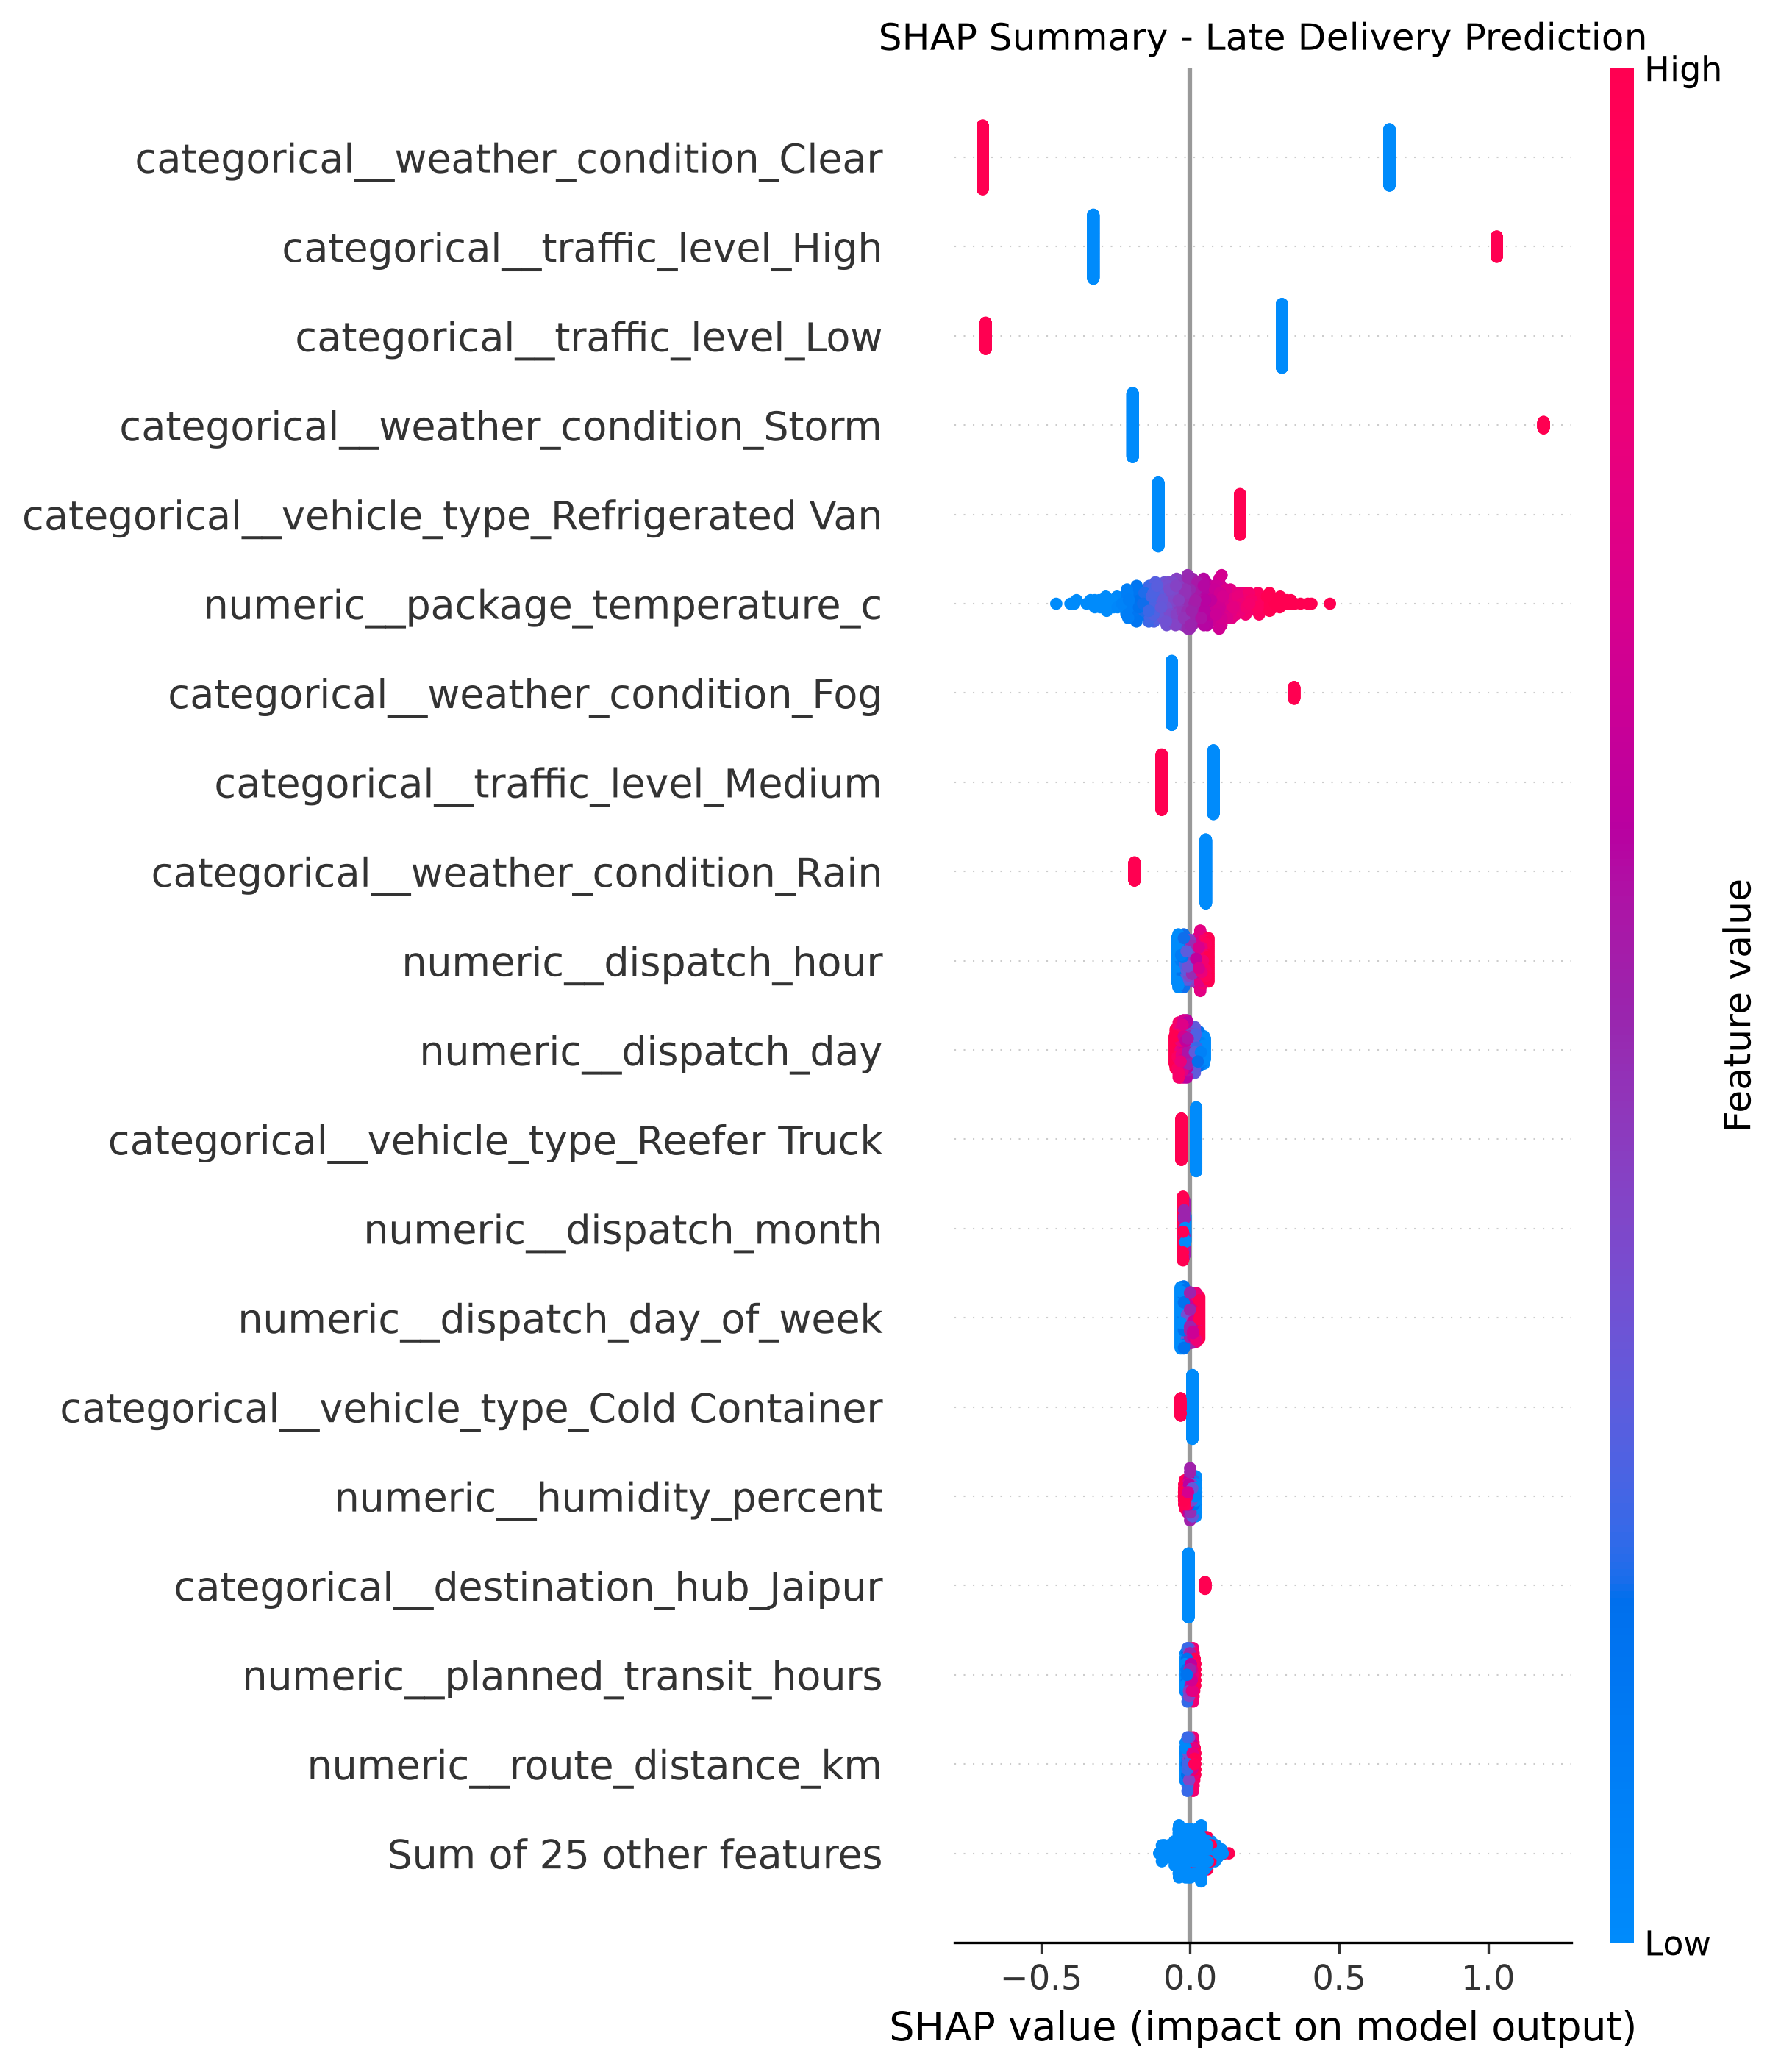 SHAP Summary - Late Delivery Prediction
High
categorical__weather_condition_Clear
categorical__traffic_level_High
categorical__traffic_level_Low
categorical__weather_condition_Storm
categorical__vehicle_type_Refrigerated Van
numeric__package_temperature_c
categorical__weather_condition_Fog
categorical__traffic_level_Medium
categorical__weather_condition_Rain
numeric__dispatch_hour
numeric__dispatch_day
categorical__vehicle_type_Reefer Truck
numeric__dispatch_month
numeric__dispatch_day_of_week
categorical__vehicle_type_Cold Container
numeric__humidity_percent
categorical__destination_hub_Jaipur
numeric__planned_transit_hours
numeric__route_distance_km
Sum of 25 other features
Feature value
Low
−0.5 0.0 0.5 1.0
SHAP value (impact on model output)